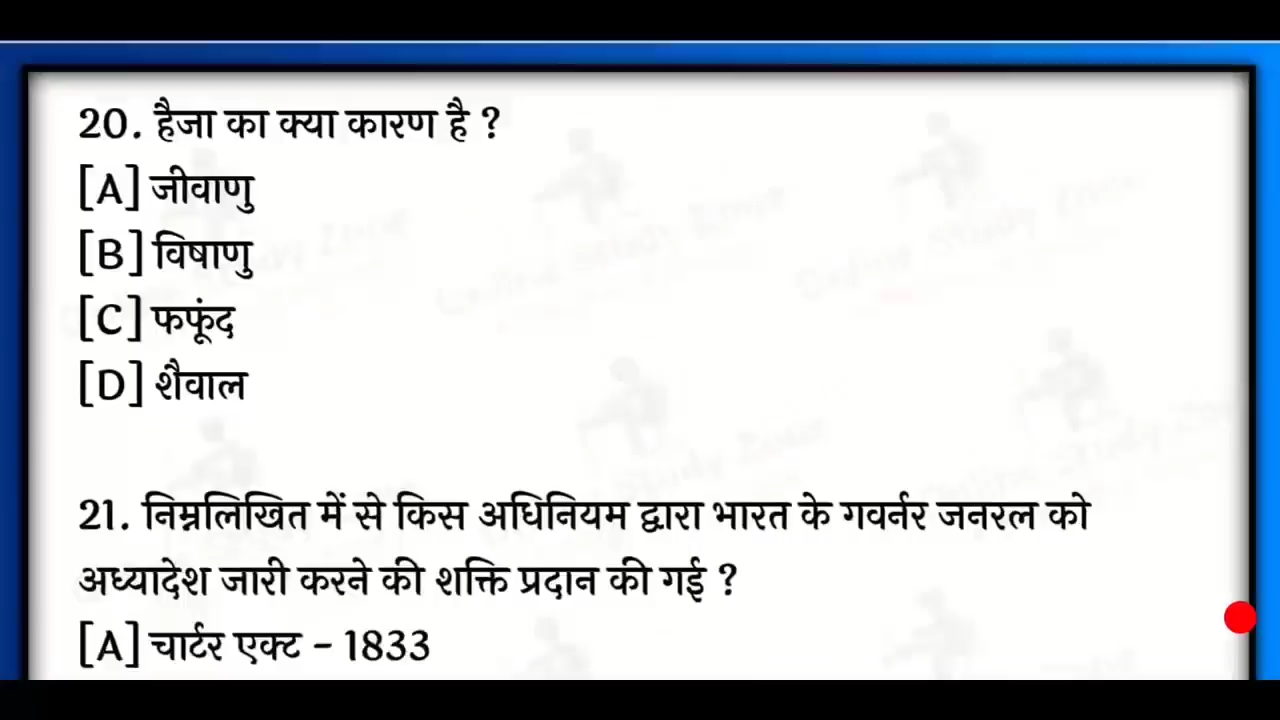 20. हैजा का क्या कारण है ?
[A] जीवाणु
[B] विषाणु
[C] फफूंद
[D] शैवाल
21. निम्नलिखित में से किस अधिनियम द्वारा भारत के गवर्नर जनरल को
अध्यादेश जारी करने की शक्ति प्रदान की गई ?
[A] चार्टर एक्ट - 1833